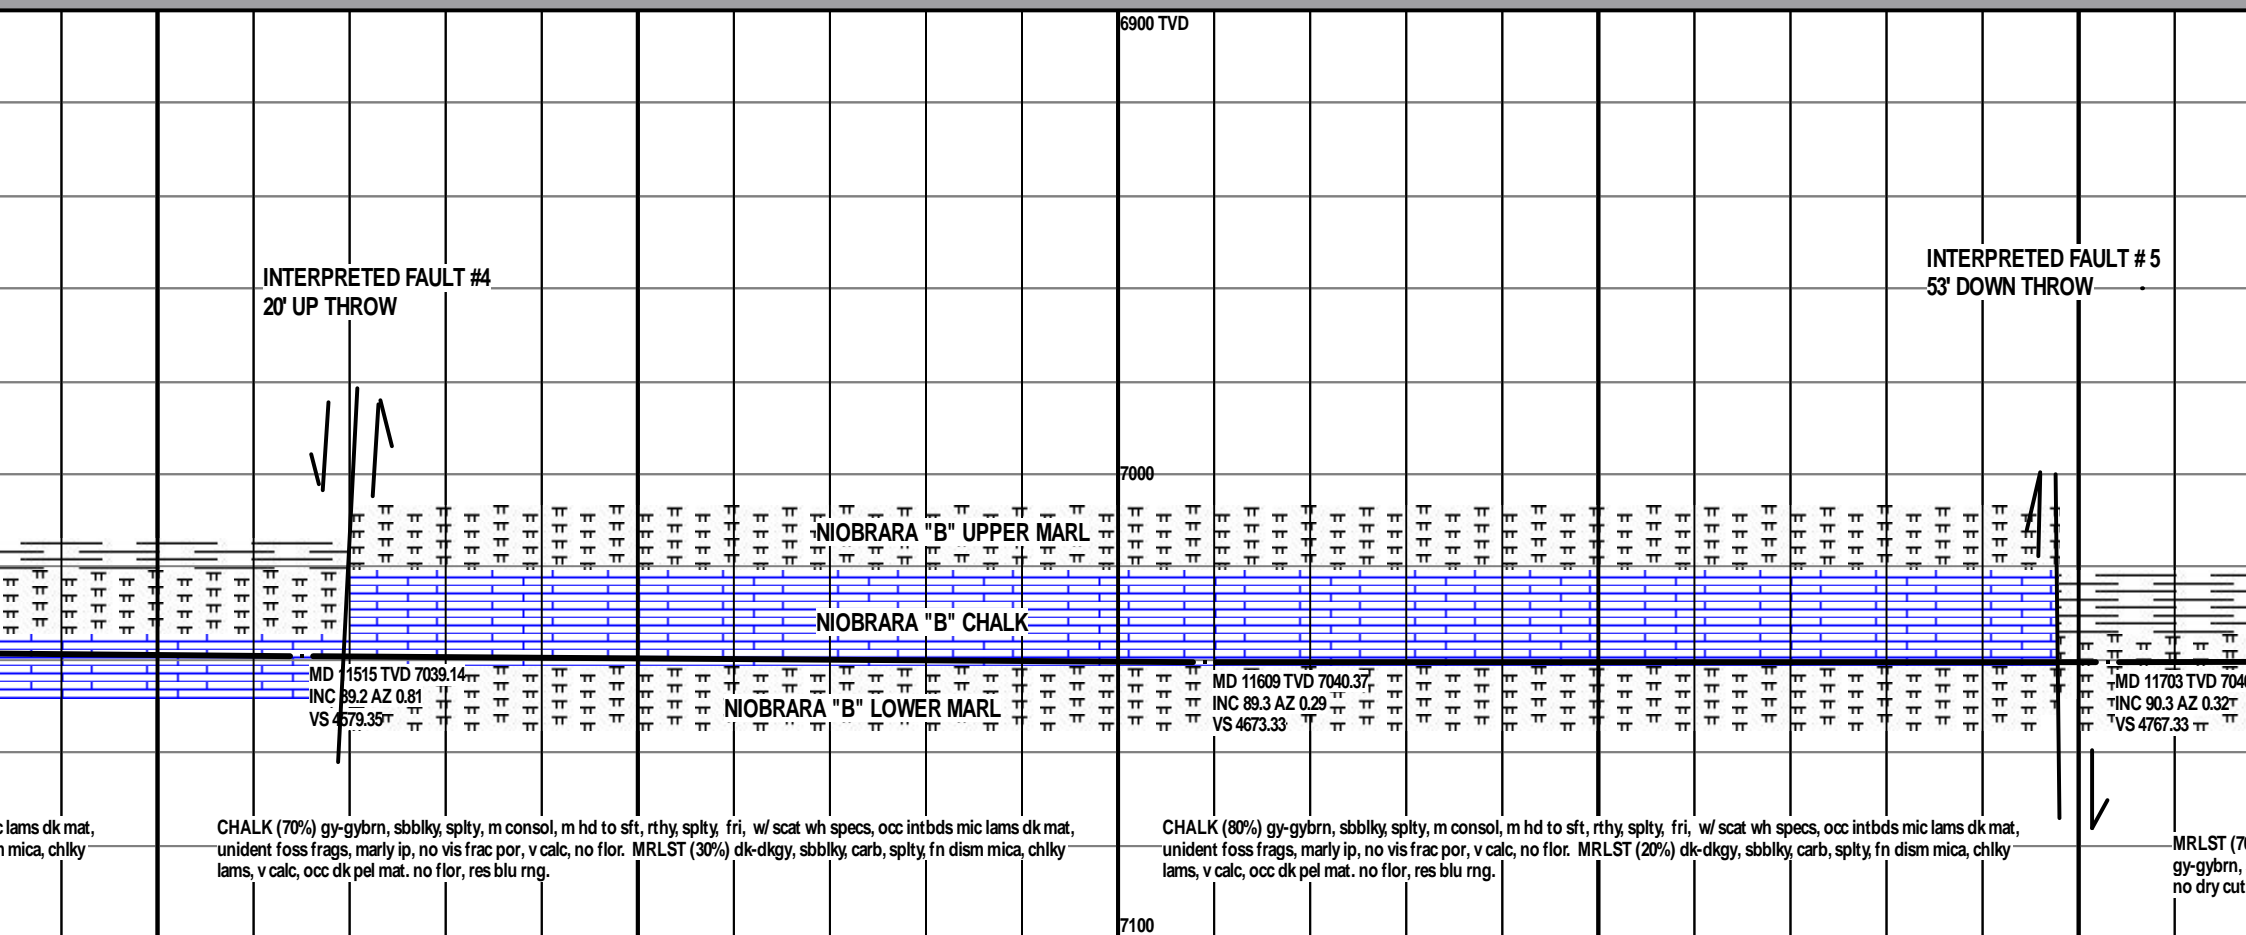 6900 TVD
INTERPRETED FAULT #4
20' UP THROW
INTERPRETED FAULT # 5
53' DOWN THROW
7000
NIOBRARA "B" UPPER MARL
NIOBRARA "B" CHALK
NIOBRARA "B" LOWER MARL
MD 11515 TVD 7039.14
INC 89.2 AZ 0.81
VS 4579.35
MD 11609 TVD 7040.37
INC 89.3 AZ 0.29
VS 4673.33
MD 11703 TVD 704
INC 90.3 AZ 0.32
VS 4767.33
lams dk mat,
mica, chlky
CHALK (70%) gy-gybrn, sbblky, splty, m consol, m hd to sft, rthy, splty, fri, w/ scat wh specs, occ intbds mic lams dk mat,
unident foss frags, marly ip, no vis frac por, v calc, no flor. MRLST (30%) dk-dkgy, sbblky, carb, splty, fn dism mica, chlky
lams, v calc, occ dk pel mat. no flor, res blu rng.
CHALK (80%) gy-gybrn, sbblky, splty, m consol, m hd to sft, rthy, splty, fri, w/ scat wh specs, occ intbds mic lams dk mat,
unident foss frags, marly ip, no vis frac por, v calc, no flor. MRLST (20%) dk-dkgy, sbblky, carb, splty, fn dism mica, chlky
lams, v calc, occ dk pel mat. no flor, res blu rng.
MRLST (70
gy-gybrn,
no dry cut
7100